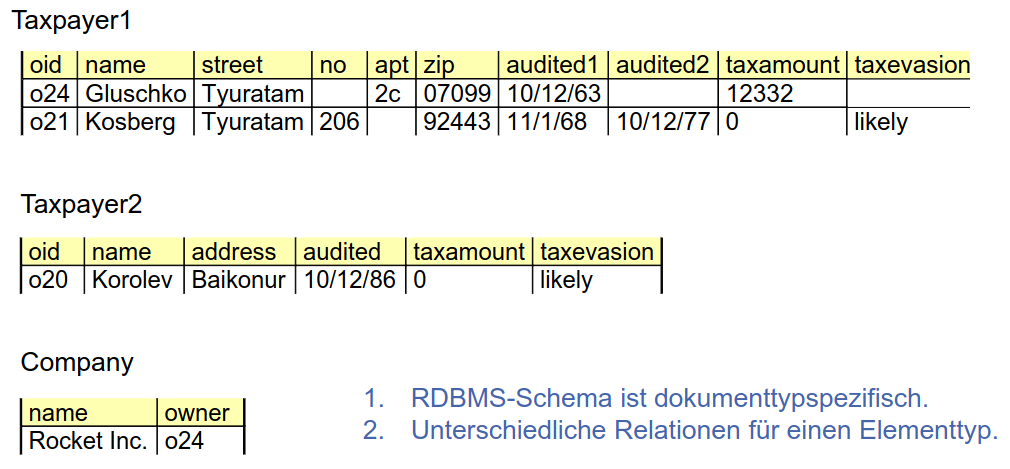 Taxpayer1
oid name street no apt zip audited1 audited2 taxamount taxevasion
o24 Gluschko Tyuratam 2c 07099 10/12/63 12332
o21 Kosberg Tyuratam 206 92443 11/1/68 10/12/77 0 likely
Taxpayer2
oid name address audited taxamount taxevasion
o20 Korolev Baikonur 10/12/86 0 likely
Company
name owner
Rocket Inc. o24
1. RDBMS-Schema ist dokumenttypspezifisch.
2. Unterschiedliche Relationen für einen Elementtyp.